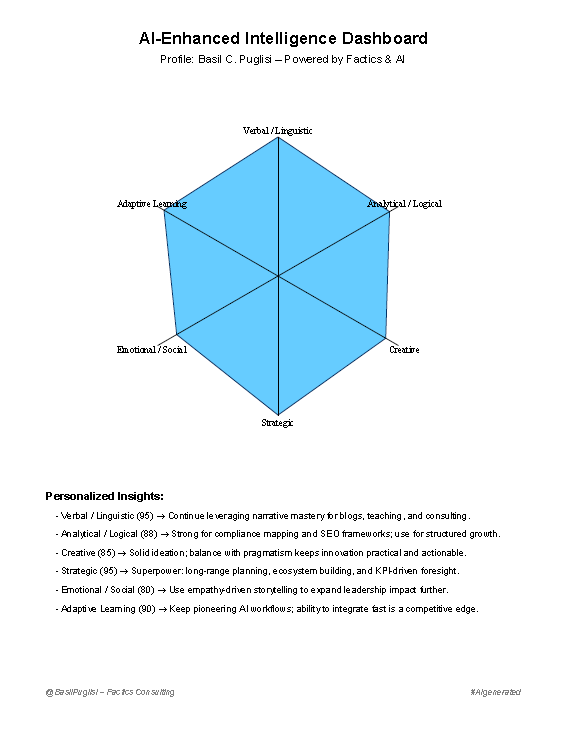 AI-Enhanced Intelligence Dashboard
Profile: Basil C. Puglisi – Powered by Factics & AI
Verbal / Linguistic
Adaptive Learning
Analytical / Logical
Emotional / Social
Creative
Strategic
Personalized Insights:
- Verbal / Linguistic (95) → Continue leveraging narrative mastery for blogs, teaching, and consulting.
- Analytical / Logical (88) → Strong for compliance mapping and SEO frameworks; use for structured growth.
- Creative (85) → Solid ideation; balance with pragmatism keeps innovation practical and actionable.
- Strategic (95) → Superpower: long-range planning, ecosystem building, and KPI-driven foresight.
- Emotional / Social (80) → Use empathy-driven storytelling to expand leadership impact further.
- Adaptive Learning (90) → Keep pioneering AI workflows; ability to integrate fast is a competitive edge.
@BasilPuglisi – Factics Consulting
#AIgenerated